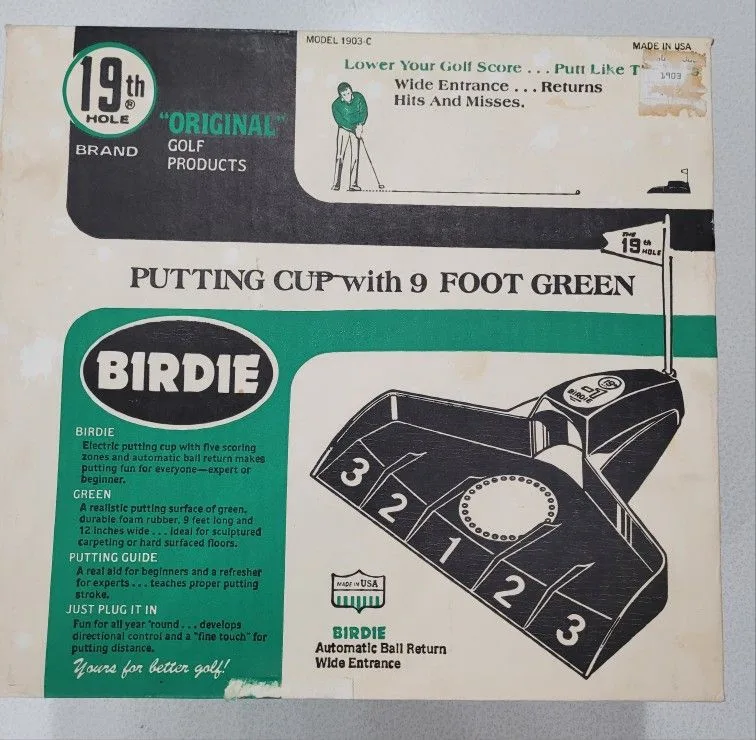 MODEL 1903-C
MADE IN USA
1903
19th
HOLE ®
BRAND
"ORIGINAL"
GOLF
PRODUCTS
Lower Your Golf Score . . . Putt Like
Wide Entrance . . . Returns
Hits And Misses.
THE
19th
HOLE
PUTTING CUP with 9 FOOT GREEN
BIRDIE
BIRDIE
Electric putting cup with five scoring
zones and automatic ball return makes
putting fun for everyone—expert or
beginner.
GREEN
A realistic putting surface of green,
durable foam rubber, 9 feet long and
12 inches wide . . . ideal for sculptured
carpeting or hard surfaced floors.
PUTTING GUIDE
A real aid for beginners and a refresher
for experts . . . teaches proper putting
stroke.
JUST PLUG IT IN
Fun for all year 'round . . . develops
directional control and a "fine touch" for
putting distance.
Yours for better golf!
BIRDIE
3 2 1 2 3
MADE IN USA
BIRDIE
Automatic Ball Return
Wide Entrance